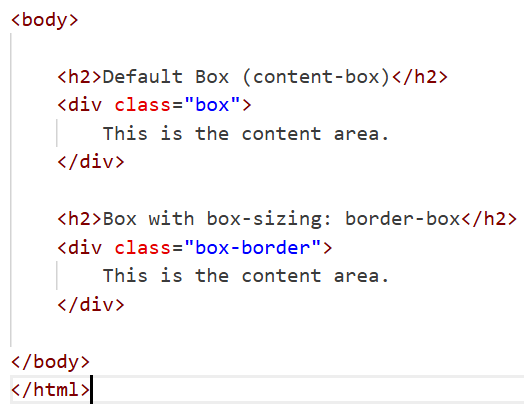 <body>
<h2>Default Box (content-box)</h2>
<div class="box">
This is the content area.
</div>
<h2>Box with box-sizing: border-box</h2>
<div class="box-border">
This is the content area.
</div>
</body>
</html>